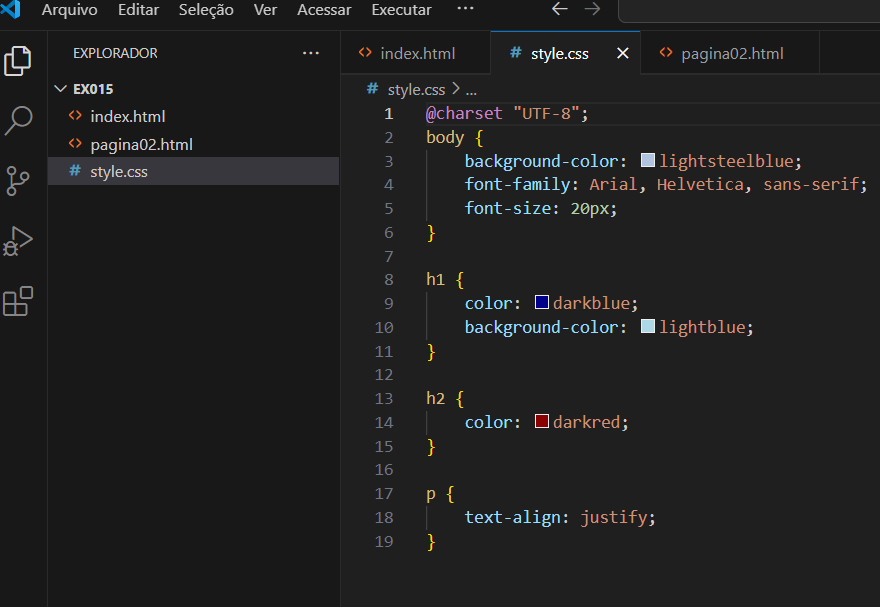 Arquivo Editar Seleção Ver Acessar Executar ···
EXPLORADOR ···
EX015
index.html
pagina02.html
# style.css
index.html # style.css × pagina02.html
# style.css > ...
1 @charset "UTF-8";
2 body {
3 background-color: lightsteelblue;
4 font-family: Arial, Helvetica, sans-serif;
5 font-size: 20px;
6 }
7
8 h1 {
9 color: darkblue;
10 background-color: lightblue;
11 }
12
13 h2 {
14 color: darkred;
15 }
16
17 p {
18 text-align: justify;
19 }